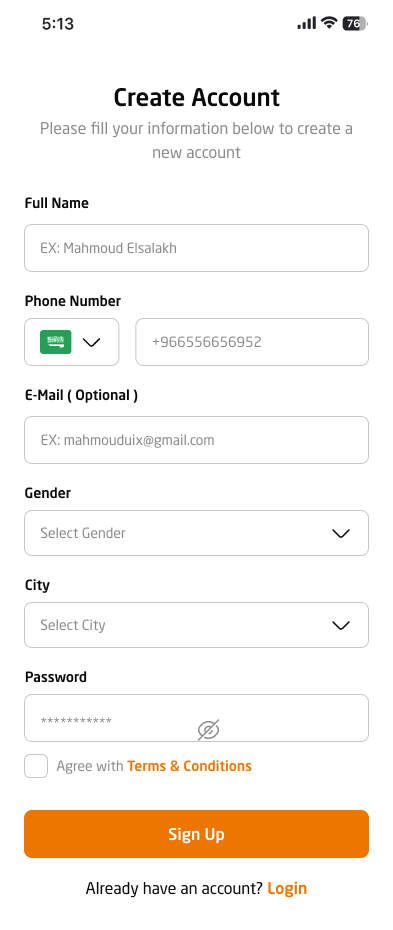 5:13
76
Create Account
Please fill your information below to create a
new account
Full Name
EX: Mahmoud Elsalakh
Phone Number
+966556656952
E-Mail ( Optional )
EX: mahmouduix@gmail.com
Gender
Select Gender
City
Select City
Password
***********
Agree with Terms & Conditions
Sign Up
Already have an account? Login